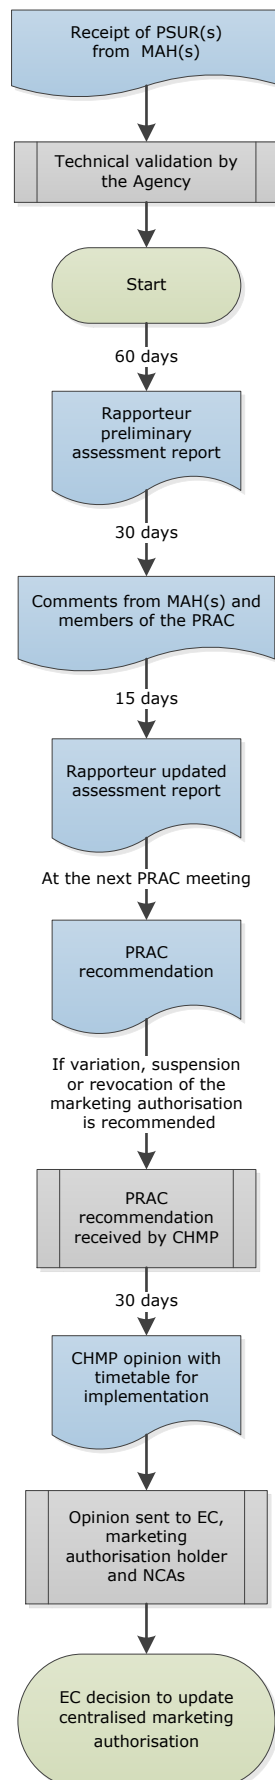 Receipt of PSUR(s)
from MAH(s)
Technical validation by
the Agency
Start
60 days
Rapporteur
preliminary
assessment report
30 days
Comments from MAH(s) and
members of the PRAC
15 days
Rapporteur updated
assessment report
At the next PRAC meeting
PRAC
recommendation
If variation, suspension
or revocation of the
marketing authorisation
is recommended
PRAC
recommendation
received by CHMP
30 days
CHMP opinion with
timetable for
implementation
Opinion sent to EC,
marketing
authorisation holder
and NCAs
EC decision to update
centralised marketing
authorisation